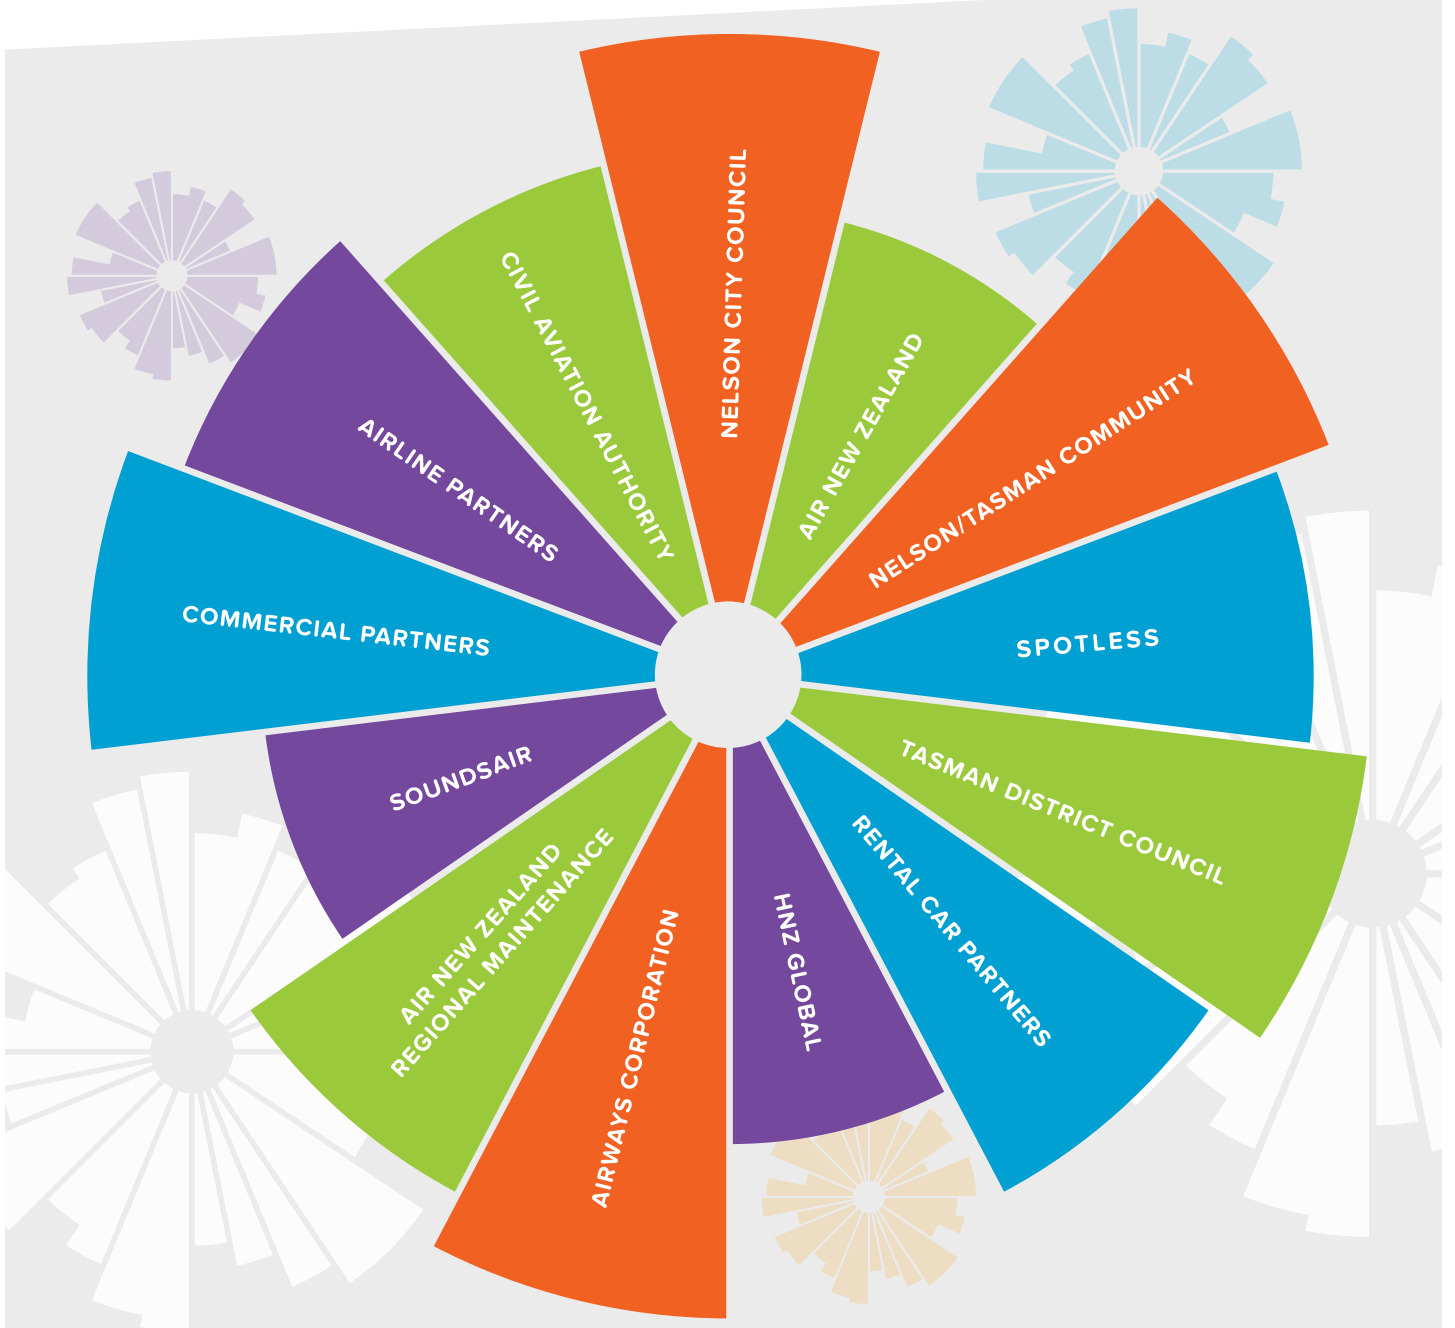 NELSON CITY COUNCIL
AIR NEW ZEALAND
NELSON/TASMAN COMMUNITY
SPOTLESS
TASMAN DISTRICT COUNCIL
RENTAL CAR PARTNERS
HNZ GLOBAL
AIRWAYS CORPORATION
AIR NEW ZEALAND
REGIONAL MAINTENANCE
SOUNDSAIR
COMMERCIAL PARTNERS
AIRLINE PARTNERS
CIVIL AVIATION AUTHORITY